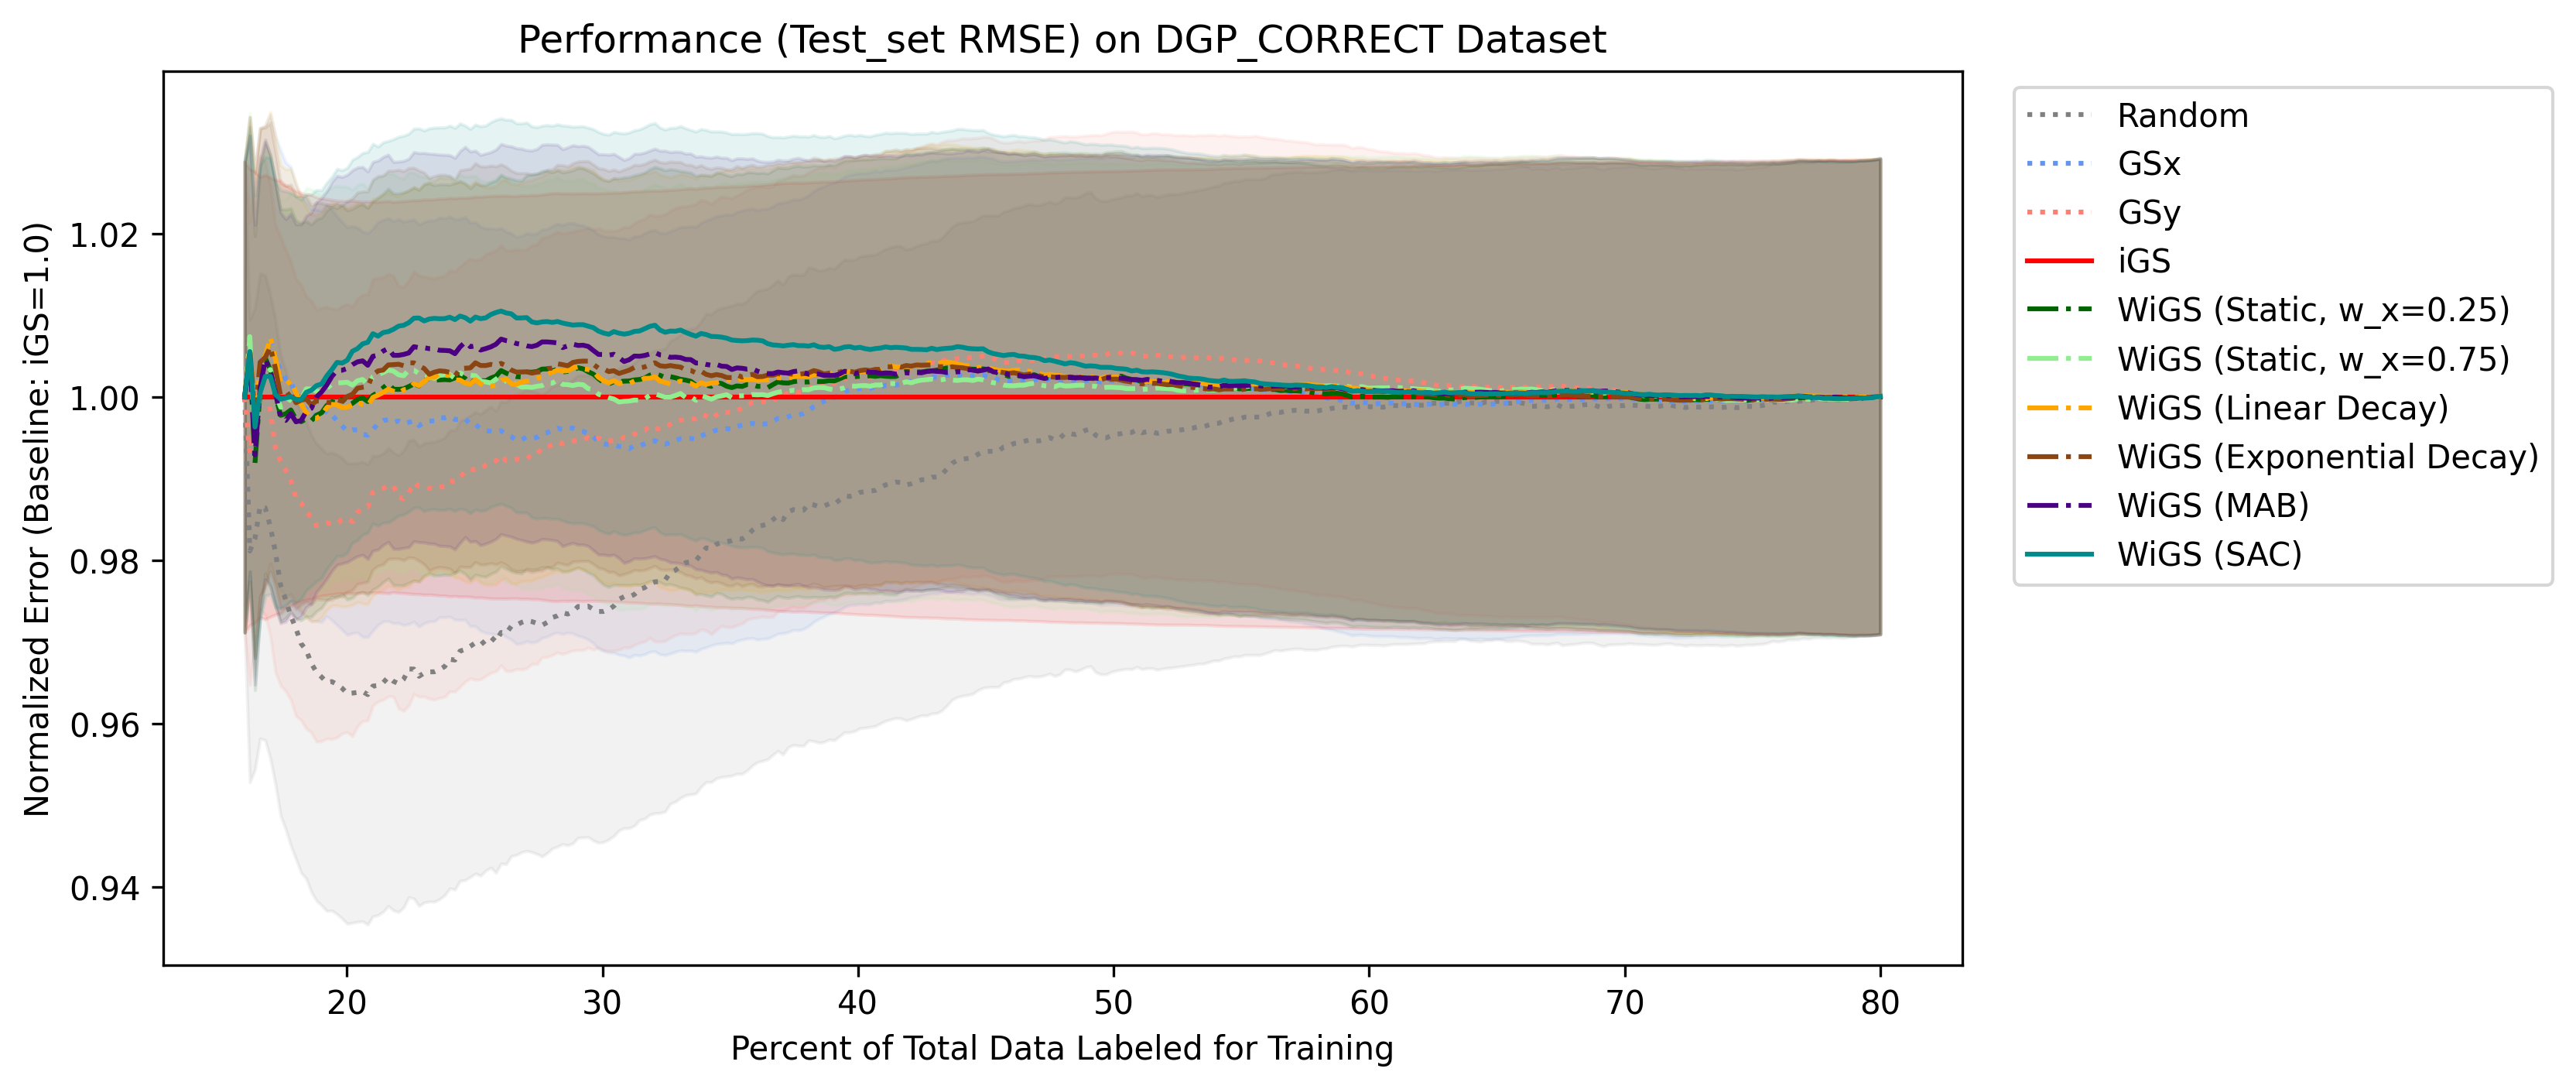 Performance (Test_set RMSE) on DGP_CORRECT Dataset
Normalized Error (Baseline: iGS=1.0)
1.02
1.00
0.98
0.96
0.94
20 30 40 50 60 70 80
Percent of Total Data Labeled for Training
Random
GSx
GSy
iGS
WiGS (Static, w_x=0.25)
WiGS (Static, w_x=0.75)
WiGS (Linear Decay)
WiGS (Exponential Decay)
WiGS (MAB)
WiGS (SAC)